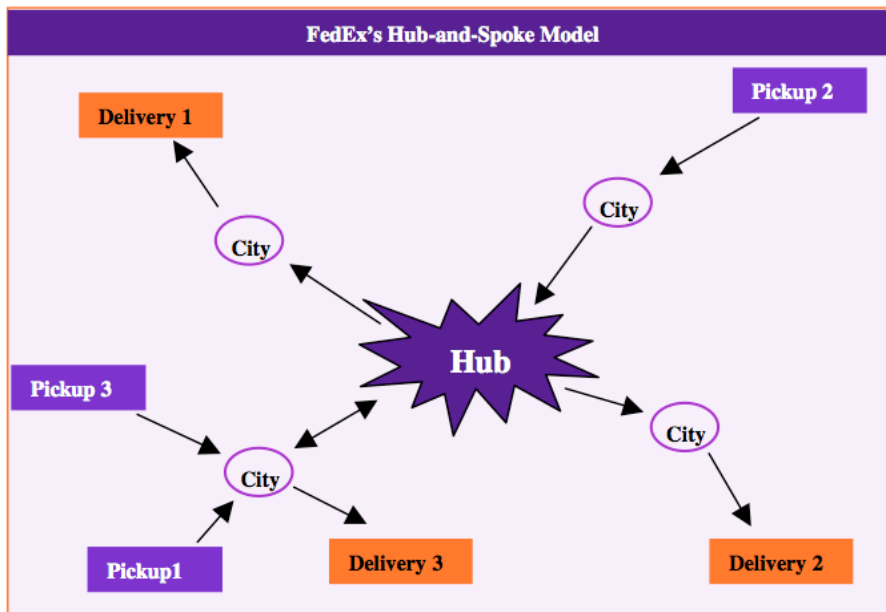 FedEx's Hub-and-Spoke Model
Pickup 2
Delivery 1
City
City
Hub
Pickup 3
City
City
Delivery 3
Delivery 2
Pickup1